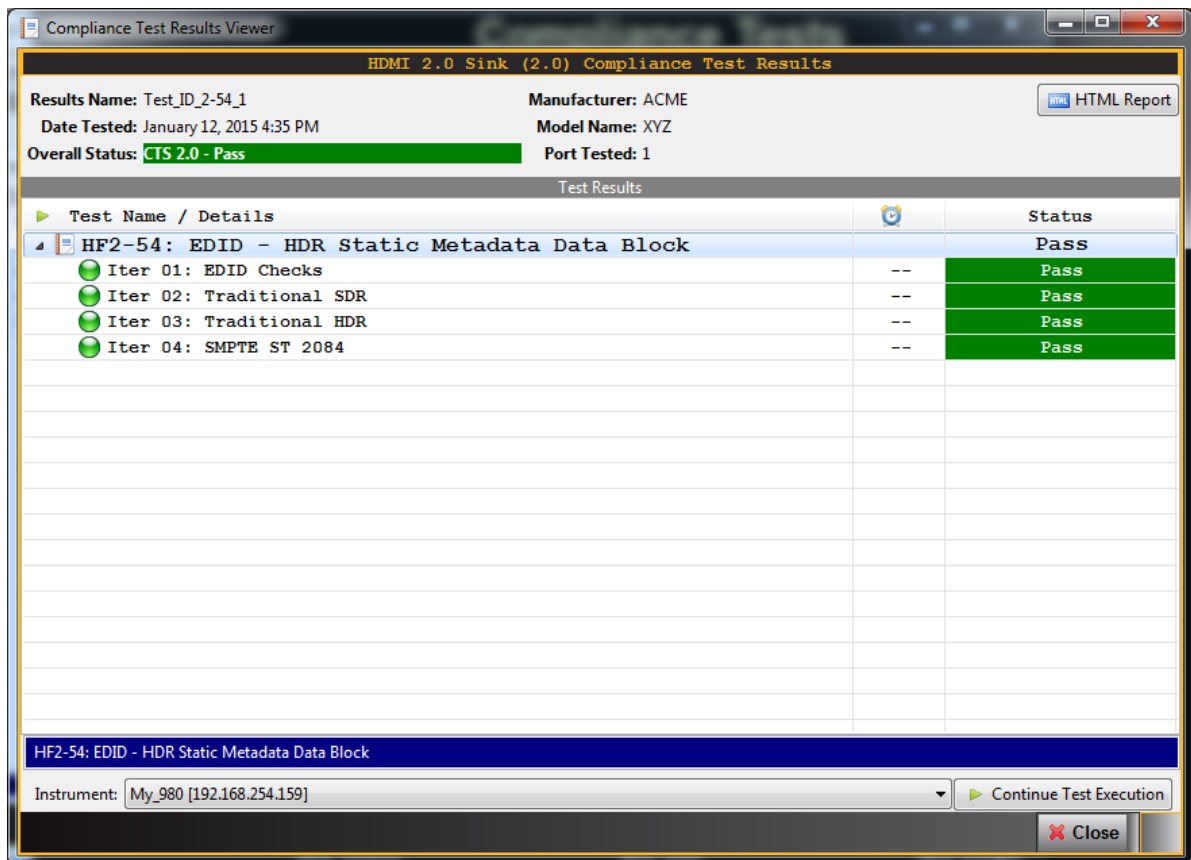 Compliance Test Results Viewer
Compliance Tests
HDMI 2.0 Sink (2.0) Compliance Test Results
Results Name: Test_ID_2-54_1 Manufacturer: ACME HTML HTML Report
Date Tested: January 12, 2015 4:35 PM Model Name: XYZ
Overall Status: CTS 2.0 - Pass Port Tested: 1
Test Results
Test Name / Details Status
HF2-54: EDID - HDR Static Metadata Data Block Pass
Iter 01: EDID Checks -- Pass
Iter 02: Traditional SDR -- Pass
Iter 03: Traditional HDR -- Pass
Iter 04: SMPTE ST 2084 -- Pass
HF2-54: EDID - HDR Static Metadata Data Block
Instrument: My_980 [192.168.254.159] Continue Test Execution
Close